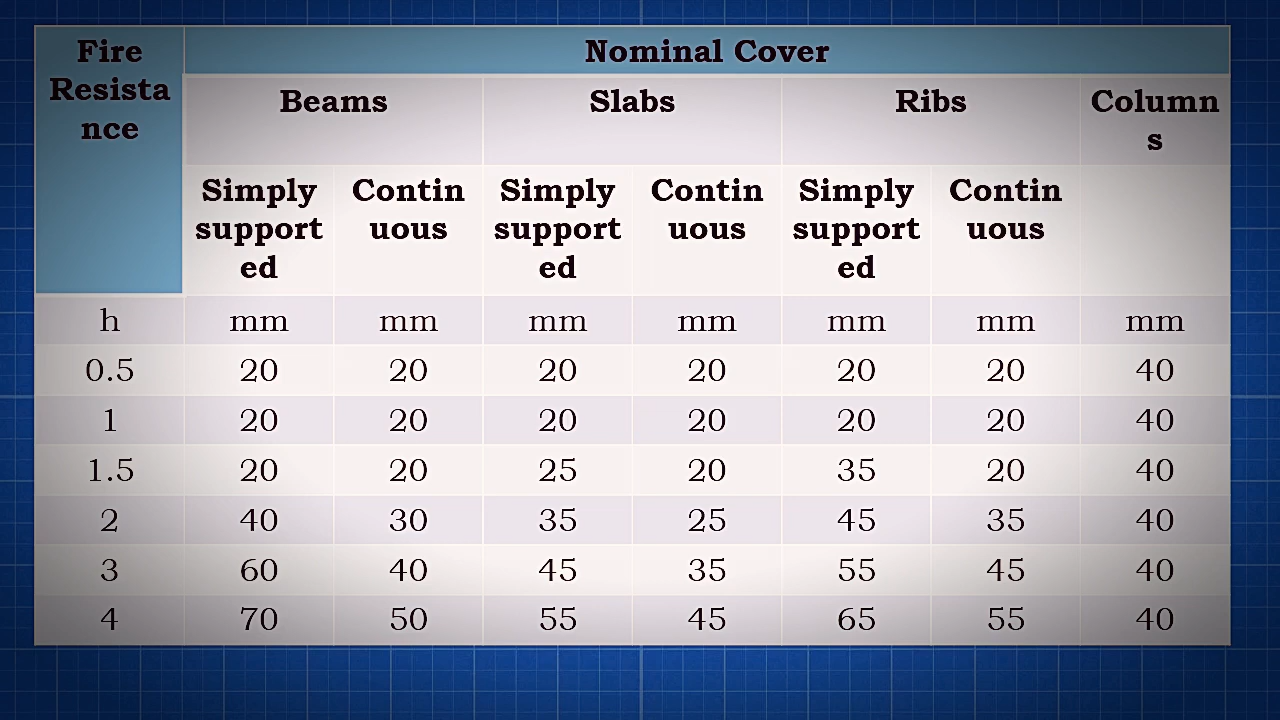 Fire Resista nce
Nominal Cover
Beams Slabs Ribs Column s
Simply support ed Contin uous Simply support ed Contin uous Simply support ed Contin uous
h mm mm mm mm mm mm mm
0.5 20 20 20 20 20 20 40
1 20 20 20 20 20 20 40
1.5 20 20 25 20 35 20 40
2 40 30 35 25 45 35 40
3 60 40 45 35 55 45 40
4 70 50 55 45 65 55 40